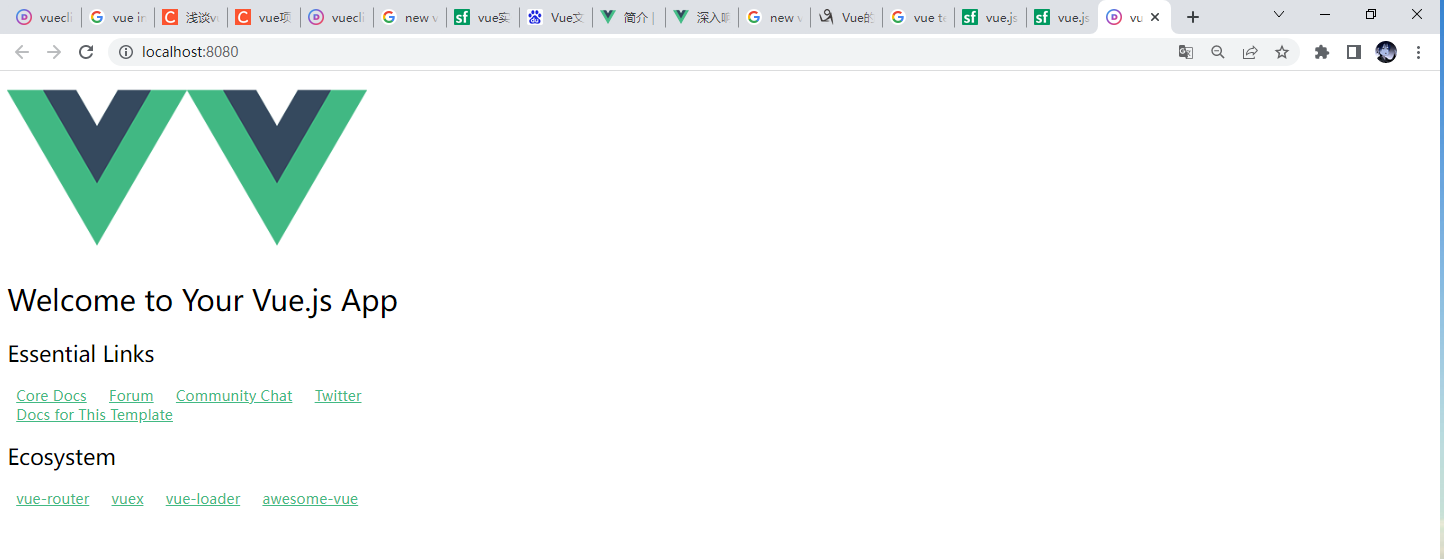 vuecli
vue in
浅谈v
vue项
vuecli
new v
vue实
Vue文
简介 |
深入响
new v
Vue的
vue te
vue.js
vue.js
vu
localhost:8080
Welcome to Your Vue.js App
Essential Links
Core Docs Forum Community Chat Twitter
Docs for This Template
Ecosystem
vue-router vuex vue-loader awesome-vue